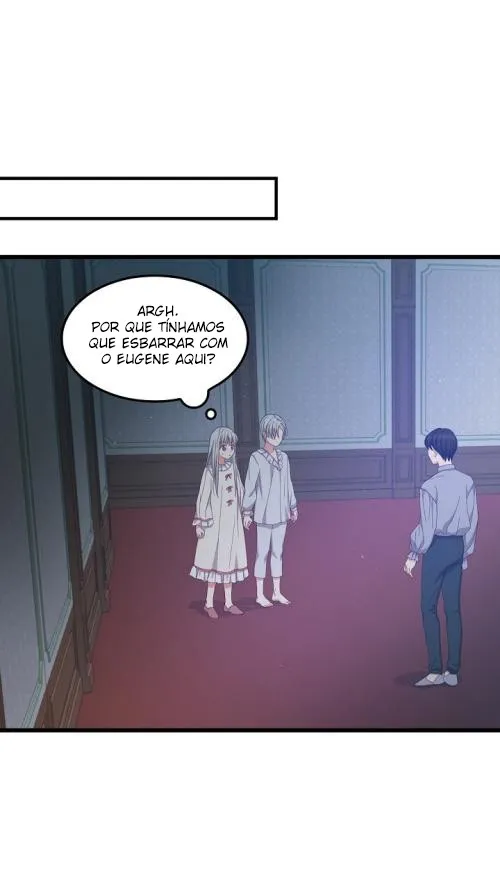 ARGH.
POR QUE TÍNHAMOS
QUE ESBARRAR COM
O EUGENE AQUI?